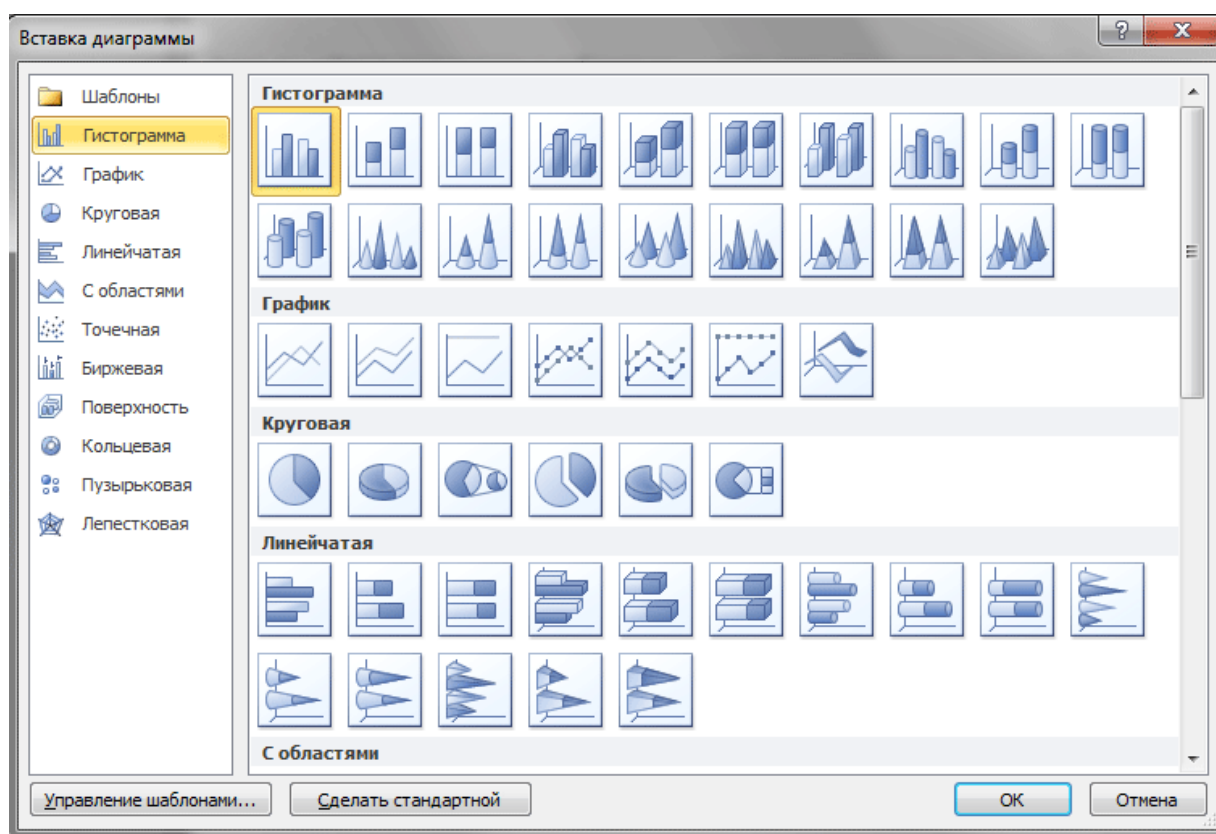 Вставка диаграммы
Шаблоны
Гистограмма
График
Круговая
Линейчатая
С областями
Точечная
Биржевая
Поверхность
Кольцевая
Пузырьковая
Лепестковая
Гистограмма
График
Круговая
Линейчатая
С областями
Управление шаблонами...
Сделать стандартной
ОК
Отмена